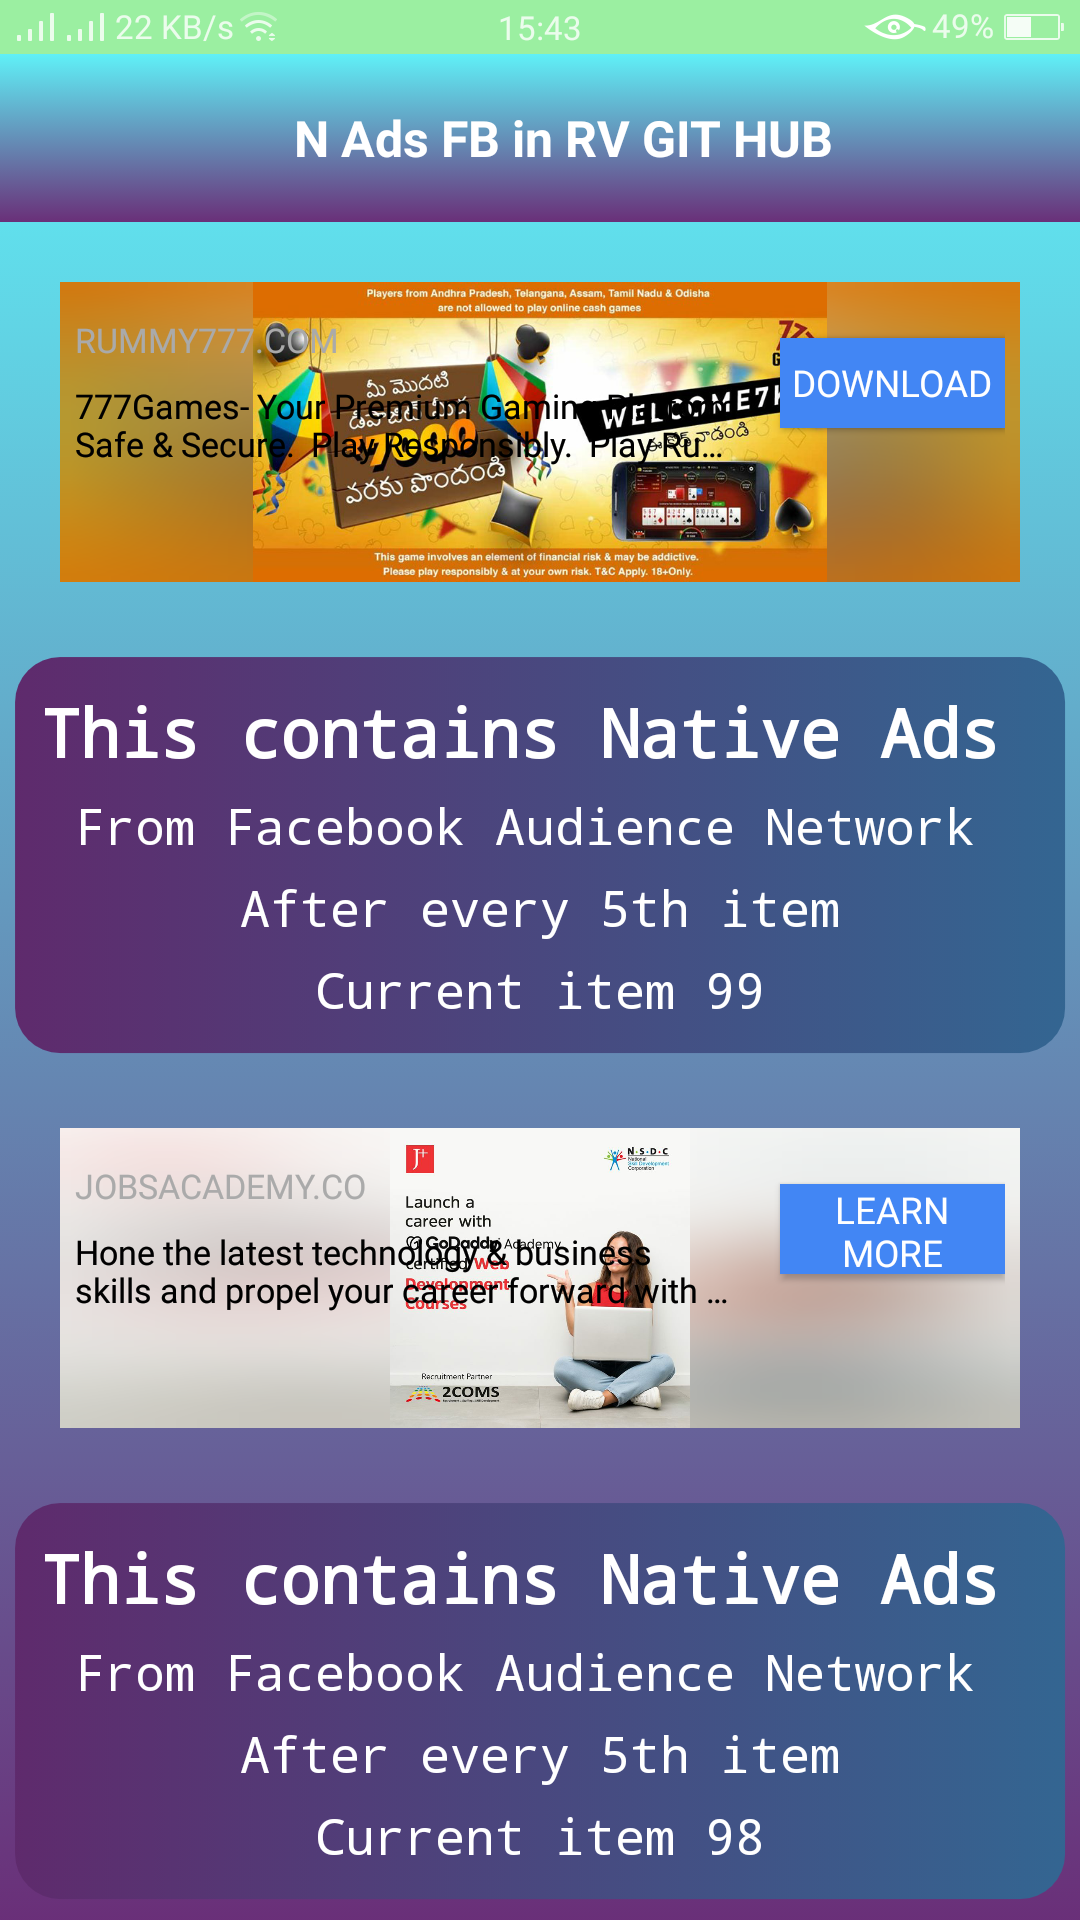 22 KB/s 15:43 49%
N Ads FB in RV GIT HUB
Players from Andhra Pradesh, Telangana, Assam, Tamil Nadu & Odisha
are not allowed to play online cash games
RUMMY777.COM
DOWNLOAD
777Games- Your Premium Gaming
Safe & Secure. Play Responsibly. Play Ru...
మీ మొదటి
డిపాజిట్ మీద
₹7,500
వరకు పొందండి
WELCOME7K
కోడ్ వాడండి
This game involves an element of financial risk & may be addictive.
Please play responsibly & at your own risk. T&C Apply. 18+Only.
This contains Native Ads
From Facebook Audience Network
After every 5th item
Current item 99
J+
N·S·D·C
National
Skill Development
Corporation
JOBSACADEMY.CO
LEARN
MORE
Launch a
career with
GoDaddy Academy
certified Web
Development
Courses
Hone the latest technology & business
skills and propel your career forward with ...
Recruitment Partner
2COMS
This contains Native Ads
From Facebook Audience Network
After every 5th item
Current item 98